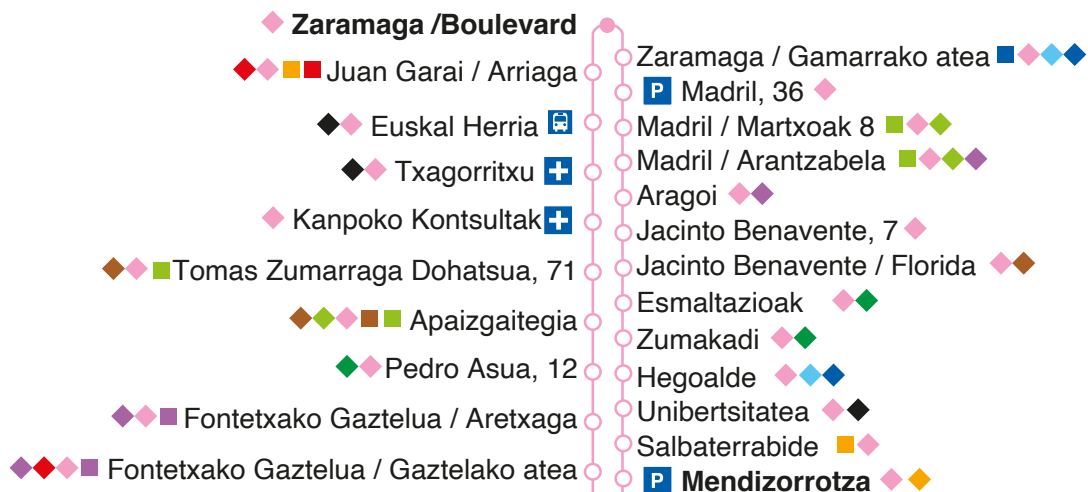 Zaramaga /Boulevard
Juan Garai / Arriaga
Euskal Herria
Txagorritxu
Kanpoko Kontsultak
Tomas Zumarraga Dohatsua, 71
Apaizgaitegia
Pedro Asua, 12
Fontetxako Gaztelua / Aretxaga
Fontetxako Gaztelua / Gaztelako atea
Zaramaga / Gamarrako atea
P Madril, 36
Madril / Martxoak 8
Madril / Arantzabela
Aragoi
Jacinto Benavente, 7
Jacinto Benavente / Florida
Esmaltazioak
Zumakadi
Hegoalde
Unibertsitatea
Salbaterrabide
P Mendizorrotza